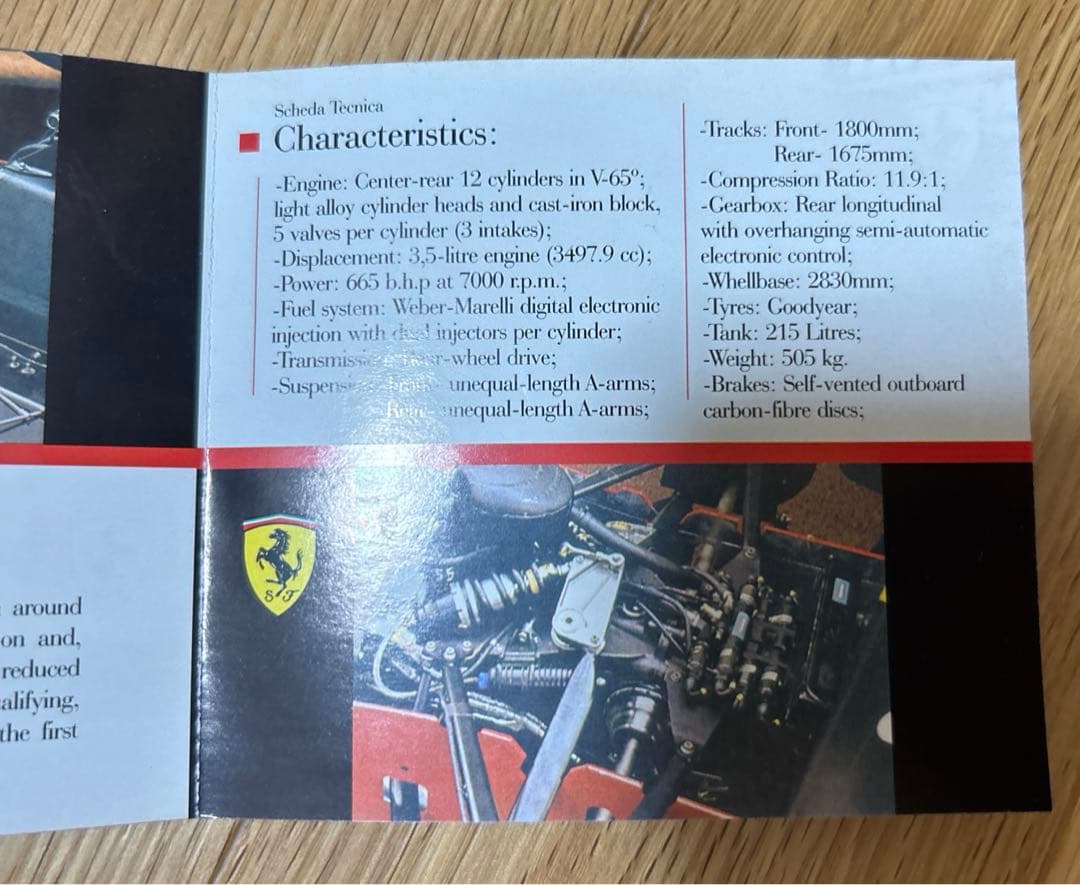 Scheda Tecnica
Characteristics:
-Engine: Center-rear 12 cylinders in V-65º;
light alloy cylinder heads and cast-iron block,
5 valves per cylinder (3 intakes);
-Displacement: 3,5-litre engine (3497.9 cc);
-Power: 665 b.h.p at 7000 r.p.m.;
-Fuel system: Weber-Marelli digital electronic
injection with dual injectors per cylinder;
-wheel drive;
Front- unequal-length A-arms;
Rear- unequal-length A-arms;
-Tracks: Front- 1800mm;
Rear- 1675mm;
-Compression Ratio: 11.9:1;
-Gearbox: Rear longitudinal
with overhanging semi-automatic
electronic control;
-Whellbase: 2830mm;
-Tyres: Goodyear;
-Tank: 215 Litres;
-Weight: 505 kg.
-Brakes: Self-vented outboard
carbon-fibre discs;
around
on and,
reduced
alifying,
the first
S F